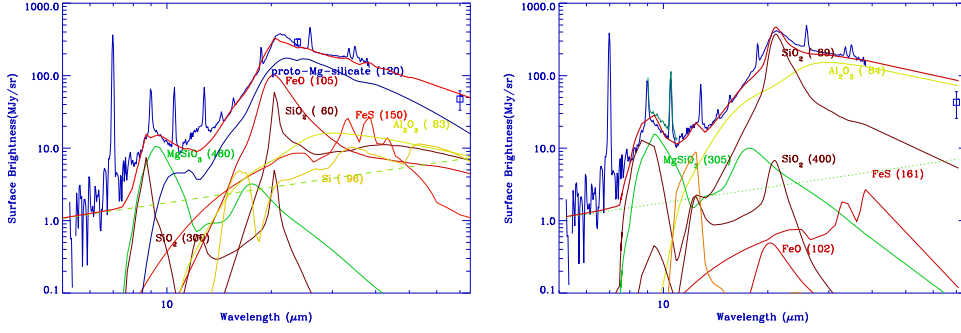 1000.0
100.0
10.0
1.0
0.1
Surface Brightness(MJy/sr)
proto-Mg-silicate (120)
FeO (105)
SiO₂ ( 60)
FeS (150)
Al₂O₃ ( 83)
MgSiO₃ (480)
Si ( 96)
SiO₂ (300)
10
Wavelength (μm)
1000.0
100.0
10.0
1.0
0.1
Surface Brightness(MJy/sr)
SiO₂ ( 89)
Al₂O₃ ( 84)
MgSiO₃ (305)
SiO₂ (400)
FeS (161)
FeO (102)
10
Wavelength (μm)